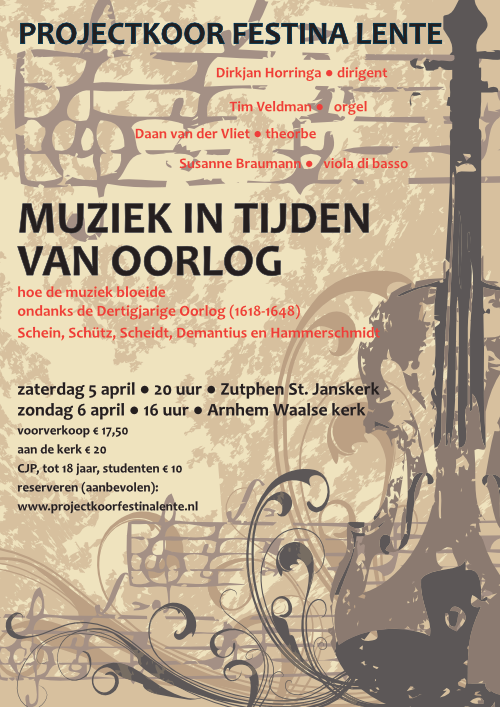 PROJECTKOOR FESTINA LENTE
Dirkjan Horringa ● dirigent
Tim Veldman ● orgel
Daan van der Vliet ● theorbe
Susanne Braumann ● viola di basso
MUZIEK IN TIJDEN
VAN OORLOG
hoe de muziek bloeide
ondanks de Dertigjarige Oorlog (1618-1648)
Schein, Schütz, Scheidt, Demantius en Hammerschmidt
zaterdag 5 april ● 20 uur ● Zutphen St. Janskerk
zondag 6 april ● 16 uur ● Arnhem Waalse kerk
voorverkoop € 17,50
aan de kerk € 20
CJP, tot 18 jaar, studenten € 10
reserveren (aanbevolen):
www.projectkoorfestinalente.nl